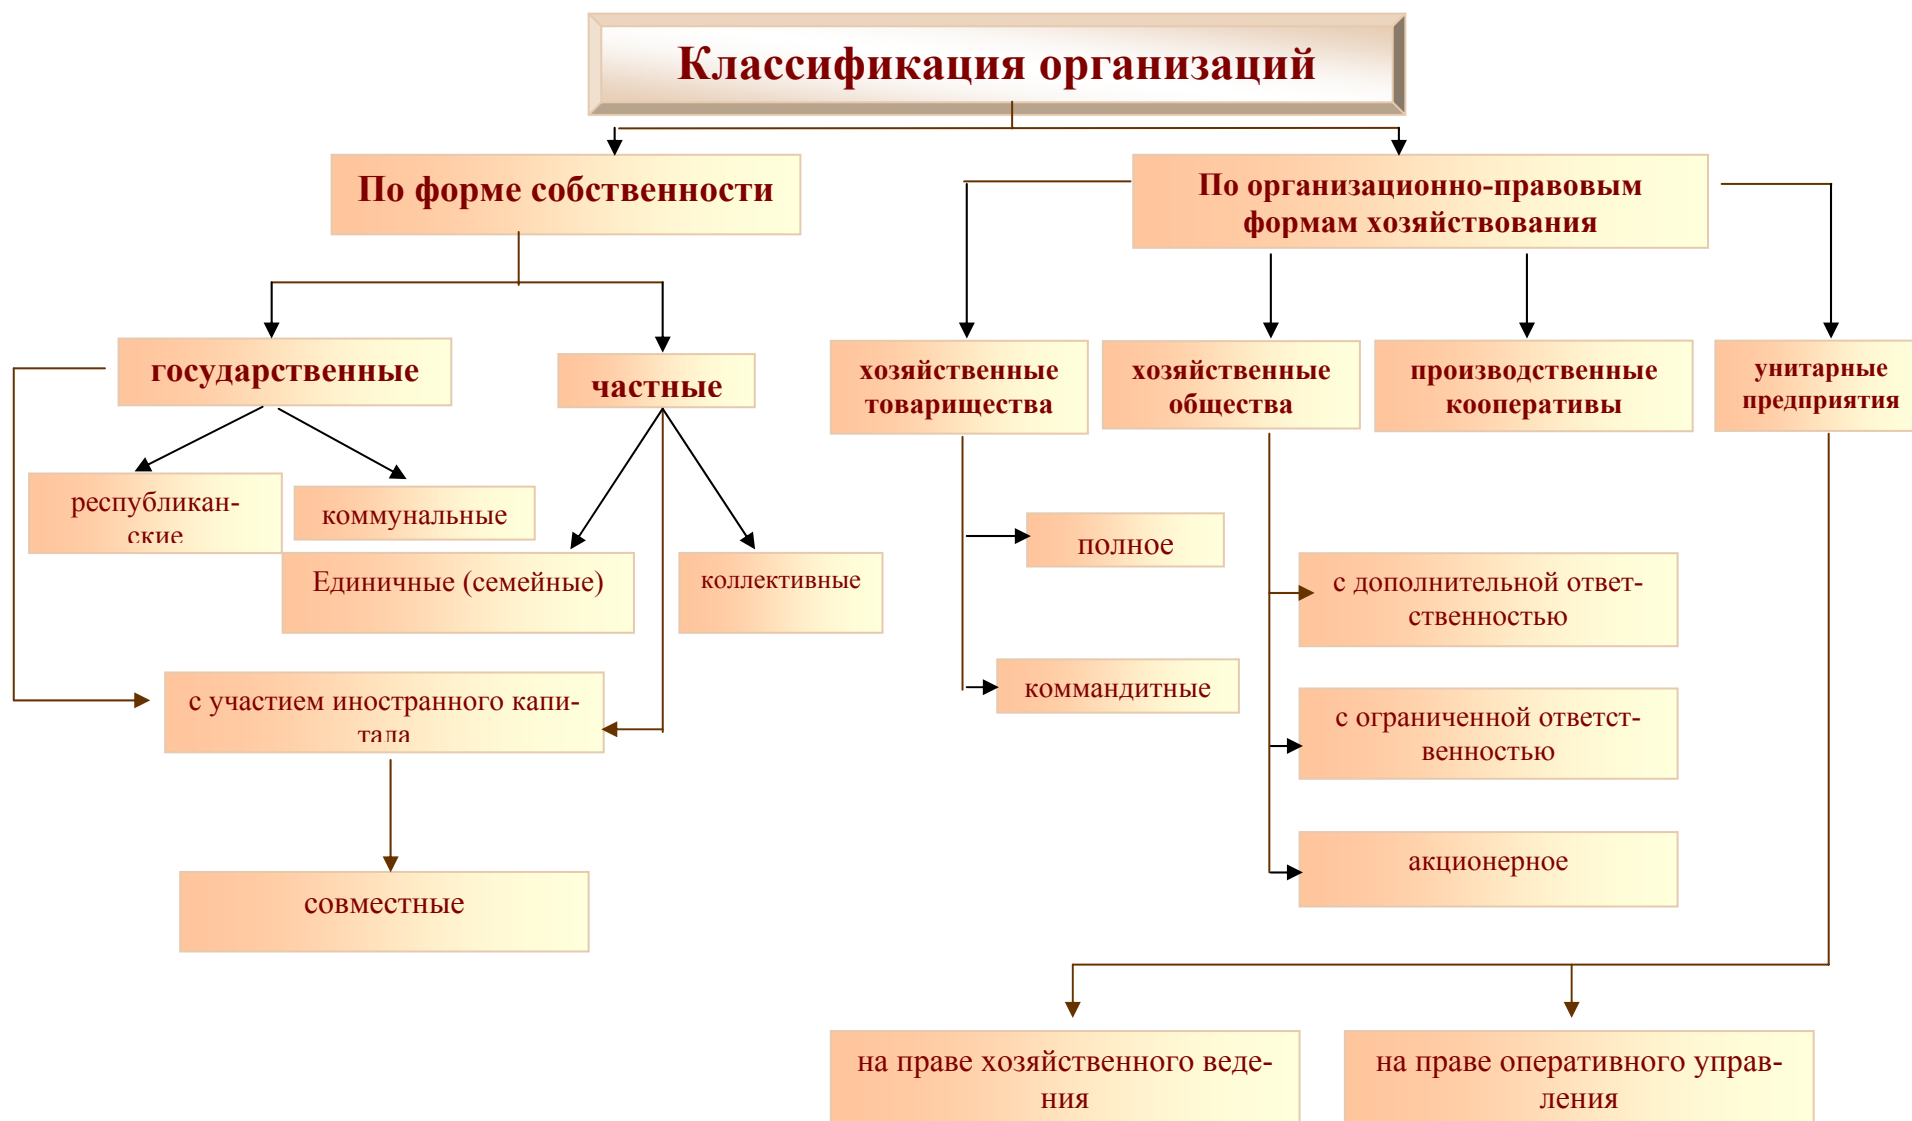 Классификация организаций
По форме собственности
По организационно-правовым
формам хозяйствования
государственные
частные
хозяйственные
товарищества
хозяйственные
общества
производственные
кооперативы
унитарные
предприятия
республикан-
ские
коммунальные
Единичные (семейные)
коллективные
полное
с дополнительной ответ-
ственностью
с участием иностранного капи-
тала
коммандитные
с ограниченной ответст-
венностью
акционерное
совместные
на праве хозяйственного веде-
ния
на праве оперативного управ-
ления